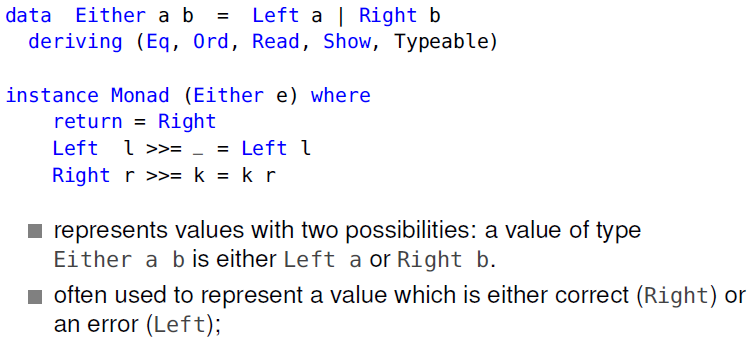 data  Either a b  =  Left a | Right b
  deriving (Eq, Ord, Read, Show, Typeable)
instance Monad (Either e) where
    return = Right
    Left  l >>= _ = Left l
    Right r >>= k = k r
represents values with two possibilities: a value of type
Either a b is either Left a or Right b.
often used to represent a value which is either correct (Right) or
an error (Left);